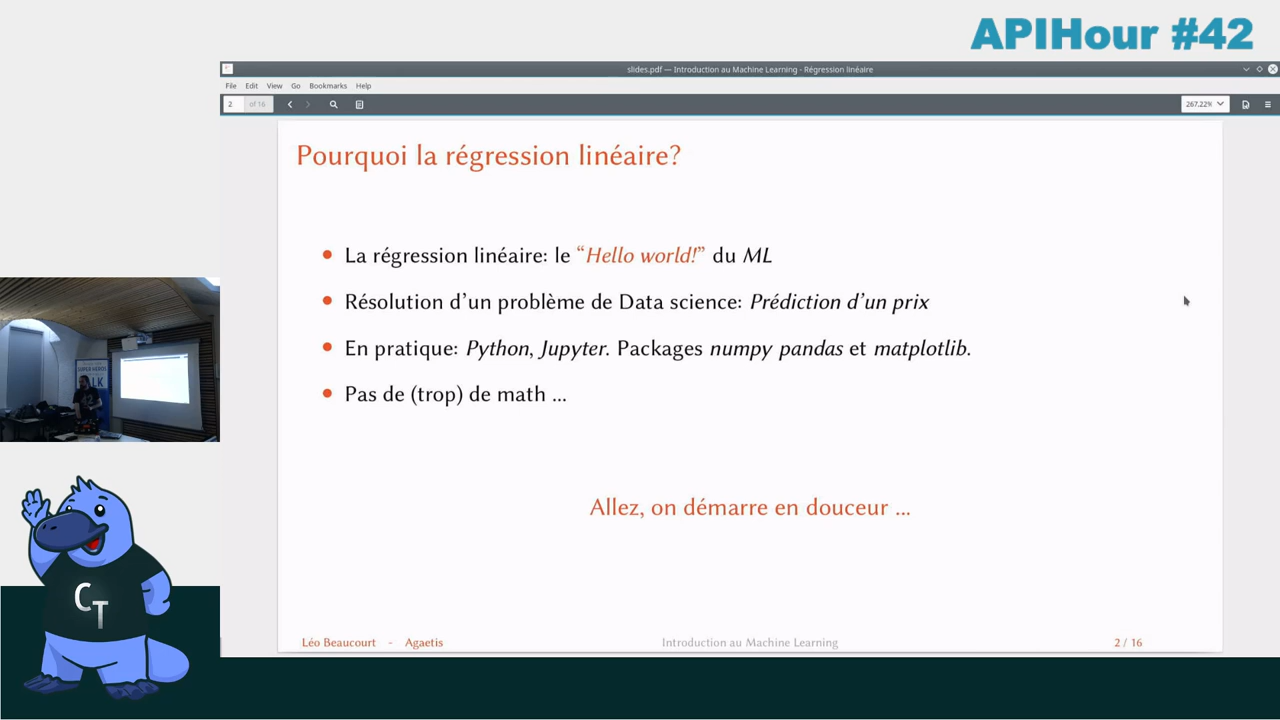 APIHour #42
slides.pdf — Introduction au Machine Learning - Régression linéaire
File Edit View Go Bookmarks Help
2 of 16
267.22%
Pourquoi la régression linéaire?
La régression linéaire: le “Hello world!” du ML
Résolution d’un problème de Data science: Prédiction d’un prix
En pratique: Python, Jupyter. Packages numpy pandas et matplotlib.
Pas de (trop) de math ...
Allez, on démarre en douceur ...
Léo Beaucourt - Agaetis
Introduction au Machine Learning
2 / 16
CT